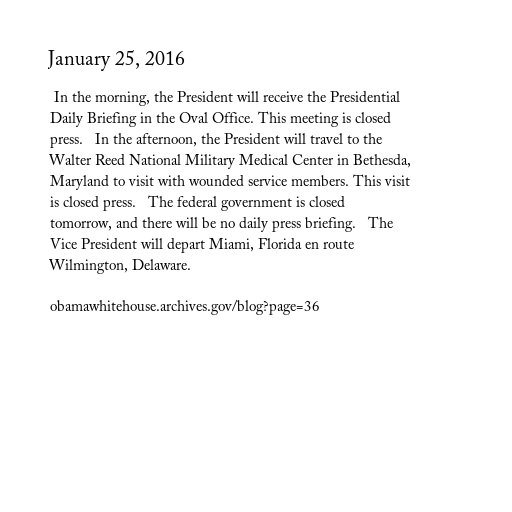 January 25, 2016
In the morning, the President will receive the Presidential
Daily Briefing in the Oval Office. This meeting is closed
press.   In the afternoon, the President will travel to the
Walter Reed National Military Medical Center in Bethesda,
Maryland to visit with wounded service members. This visit
is closed press.   The federal government is closed
tomorrow, and there will be no daily press briefing.   The
Vice President will depart Miami, Florida en route
Wilmington, Delaware.
obamawhitehouse.archives.gov/blog?page=36